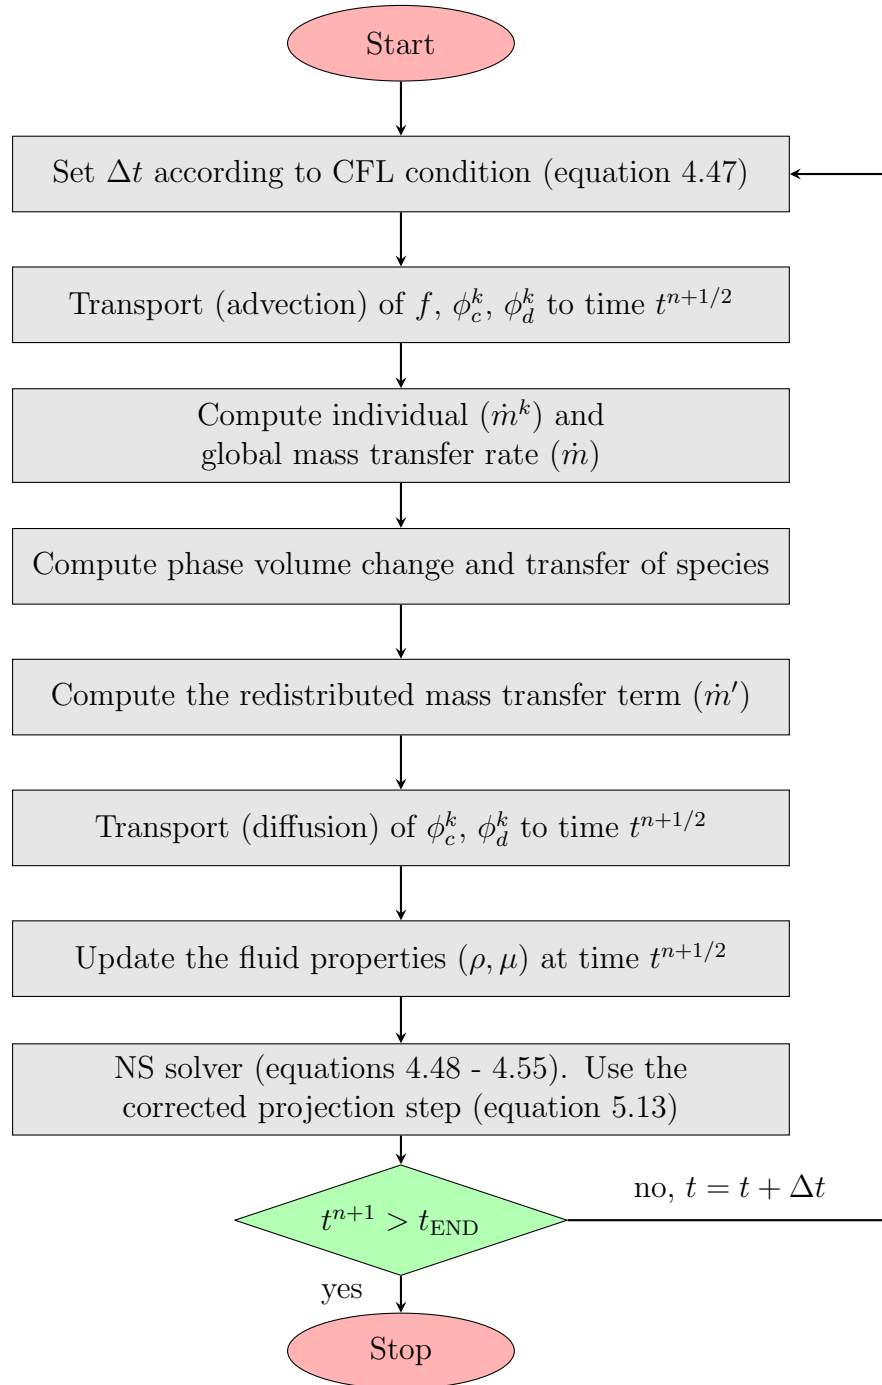 Start
Set Δt according to CFL condition (equation 4.47)
Transport (advection) of f, ϕ_c^k, ϕ_d^k to time t^{n+1/2}
Compute individual (ṁ^k) and
global mass transfer rate (ṁ)
Compute phase volume change and transfer of species
Compute the redistributed mass transfer term (ṁ′)
Transport (diffusion) of ϕ_c^k, ϕ_d^k to time t^{n+1/2}
Update the fluid properties (ρ, μ) at time t^{n+1/2}
NS solver (equations 4.48 - 4.55). Use the
corrected projection step (equation 5.13)
no, t = t + Δt
t^{n+1} > t_{END}
yes
Stop